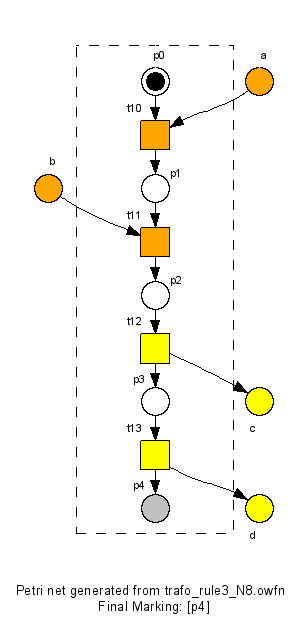 p0
a
t10
b
p1
t11
p2
t12
p3
c
t13
p4
d
Petri net generated from trafo_rule3_N8.owfn
Final Marking: [p4]